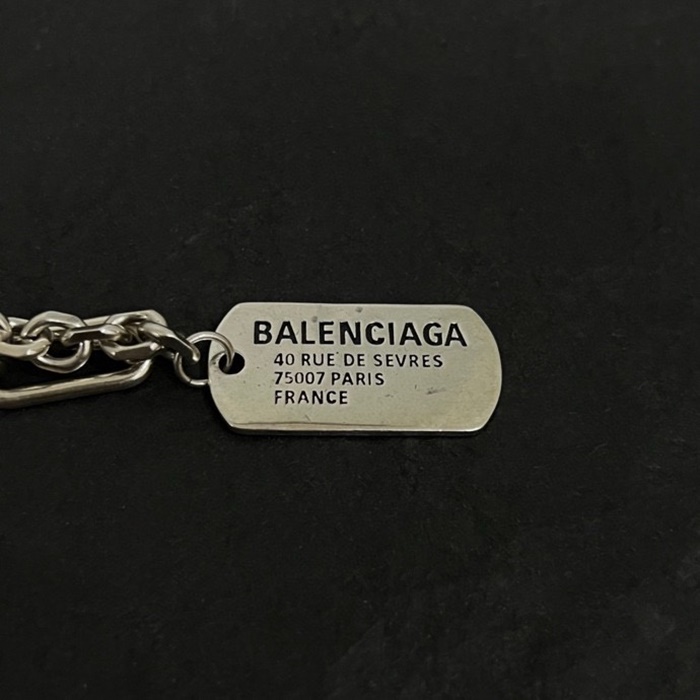 BALENCIAGA
40 RUE DE SEVRES
75007 PARIS
FRANCE